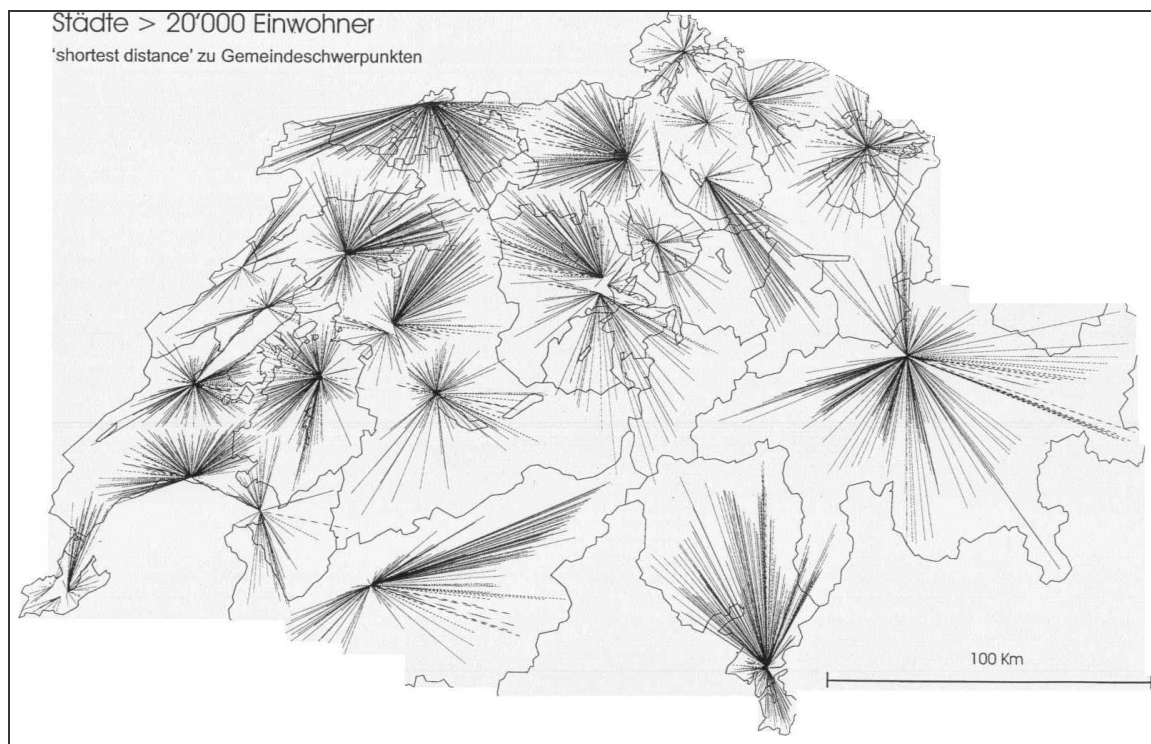 Städte > 20'000 Einwohner
'shortest distance' zu Gemeindeschwerpunkten
100 Km